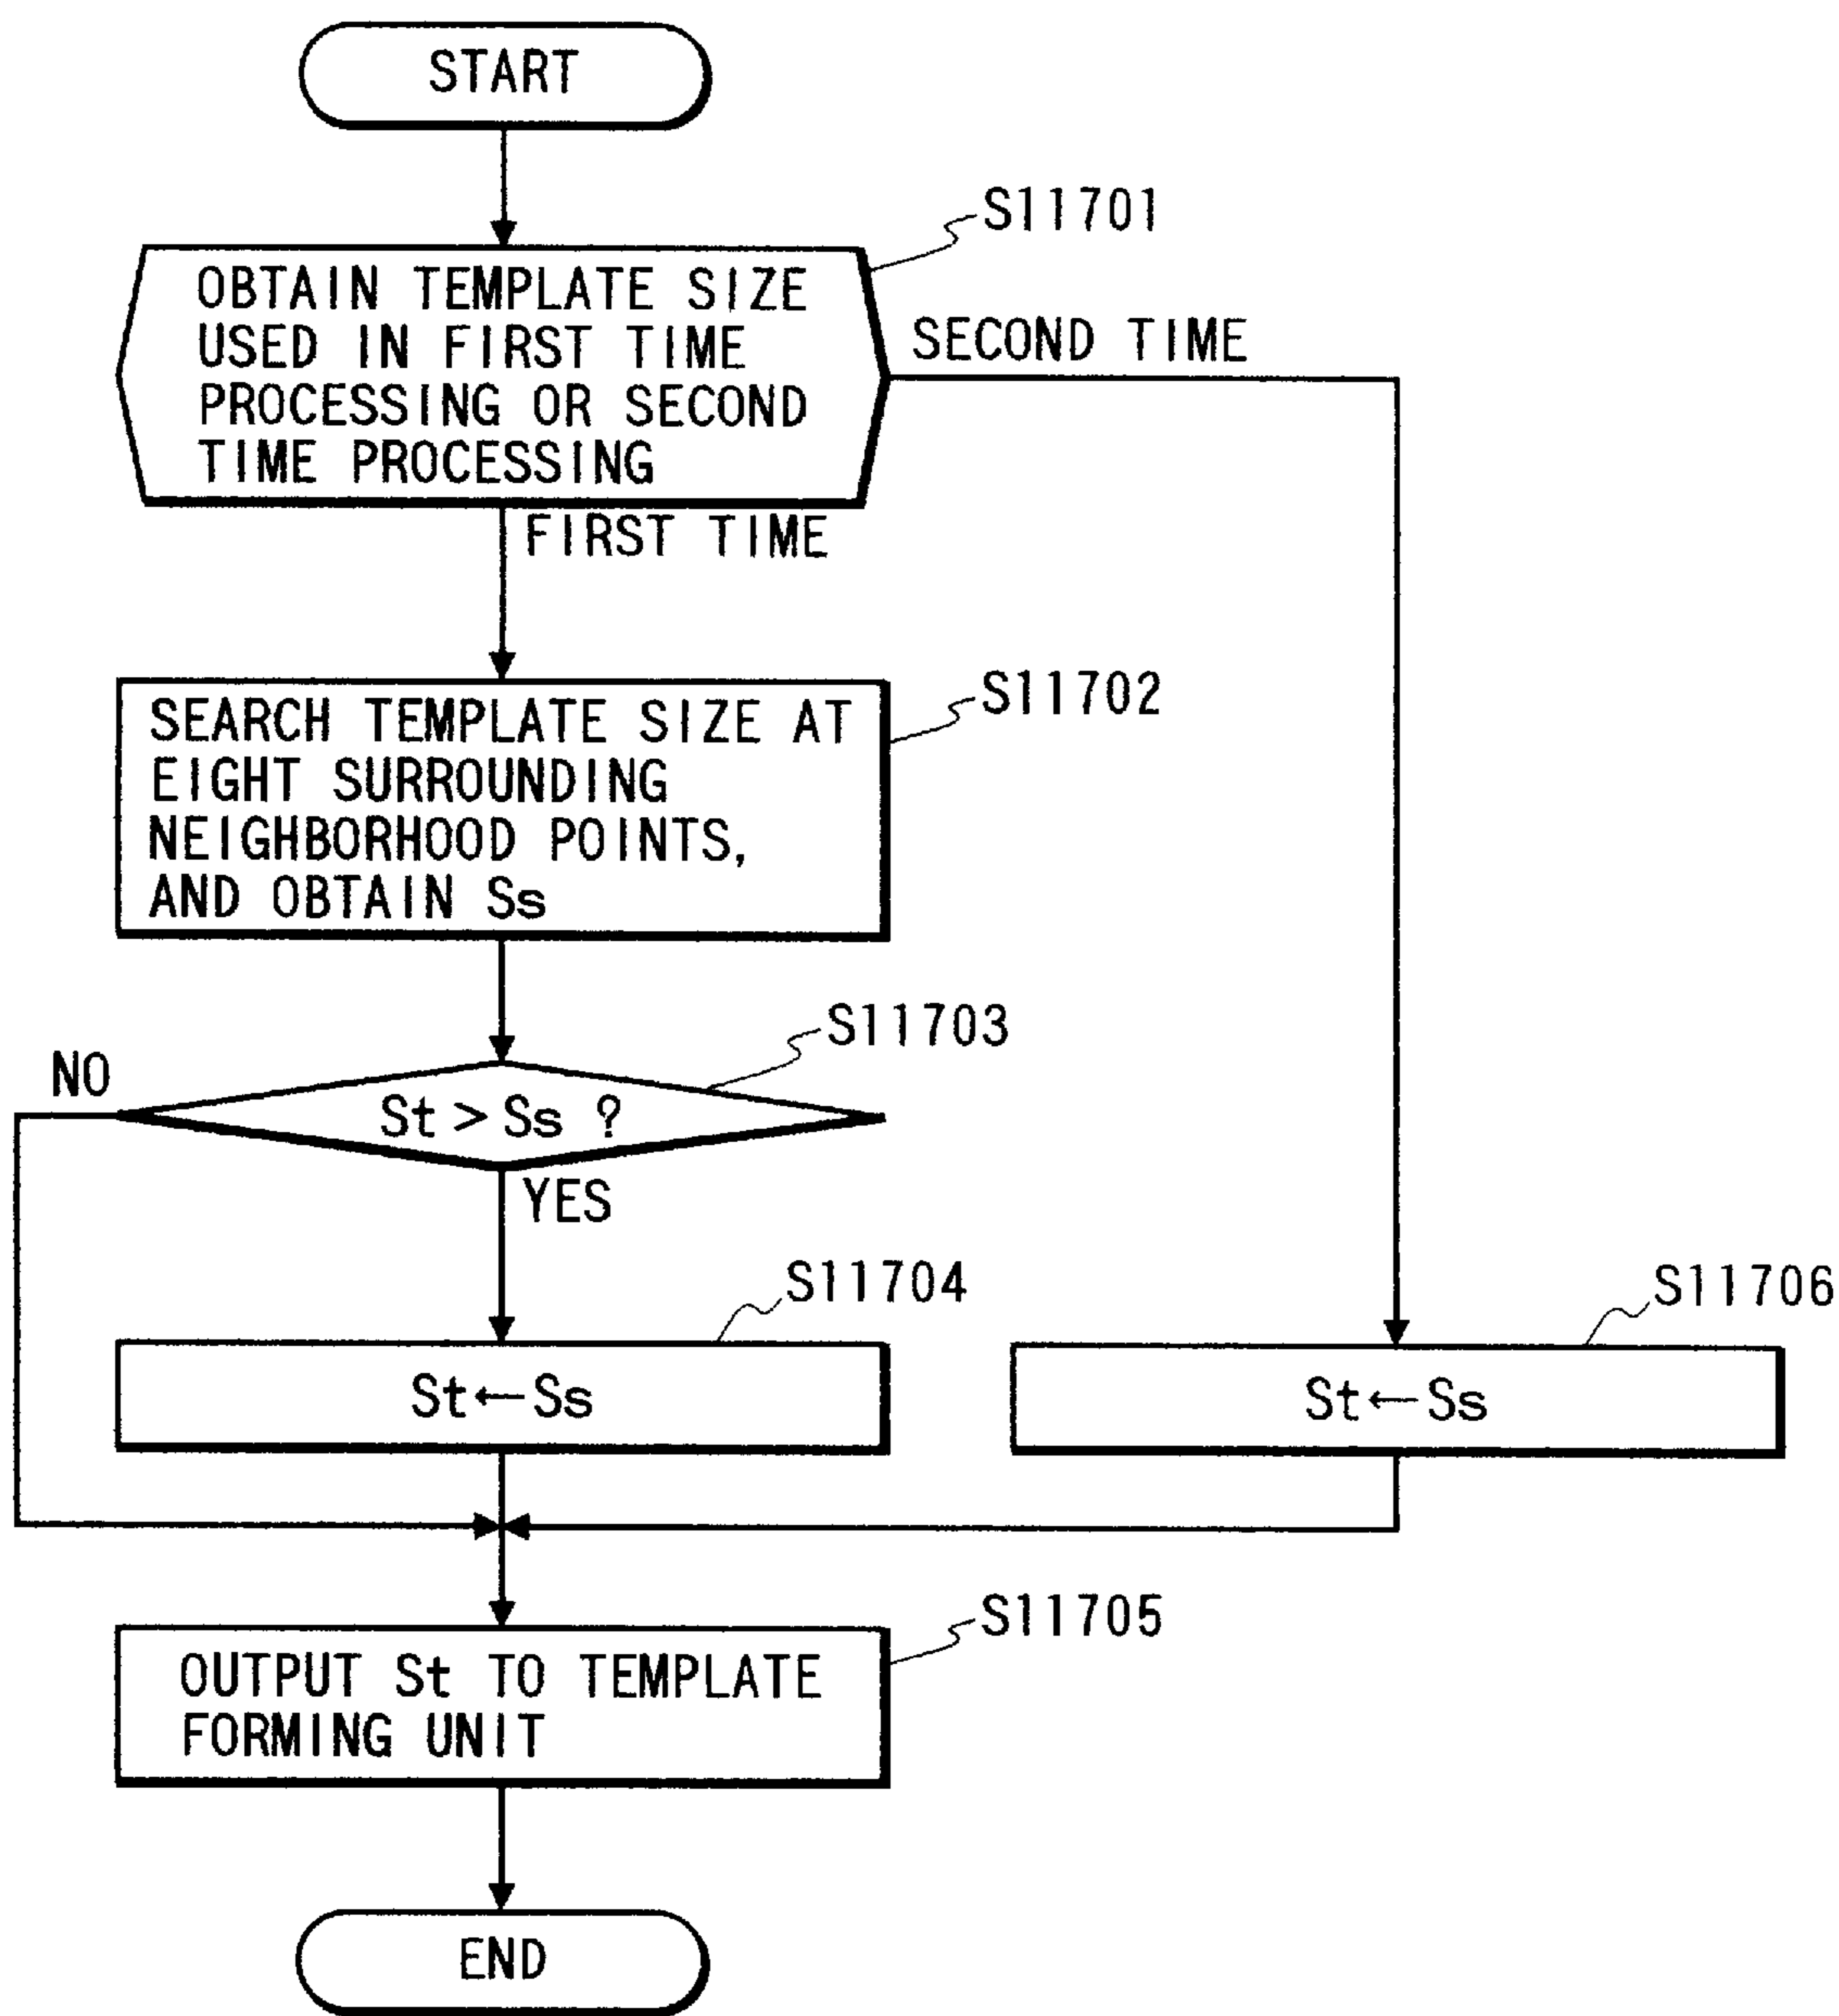 START
S11701
OBTAIN TEMPLATE SIZE
USED IN FIRST TIME
PROCESSING OR SECOND
TIME PROCESSING
SECOND TIME
FIRST TIME
S11702
SEARCH TEMPLATE SIZE AT
EIGHT SURROUNDING
NEIGHBORHOOD POINTS,
AND OBTAIN Ss
S11703
NO
St > Ss ?
YES
S11704
St←Ss
S11706
St←Ss
S11705
OUTPUT St TO TEMPLATE
FORMING UNIT
END